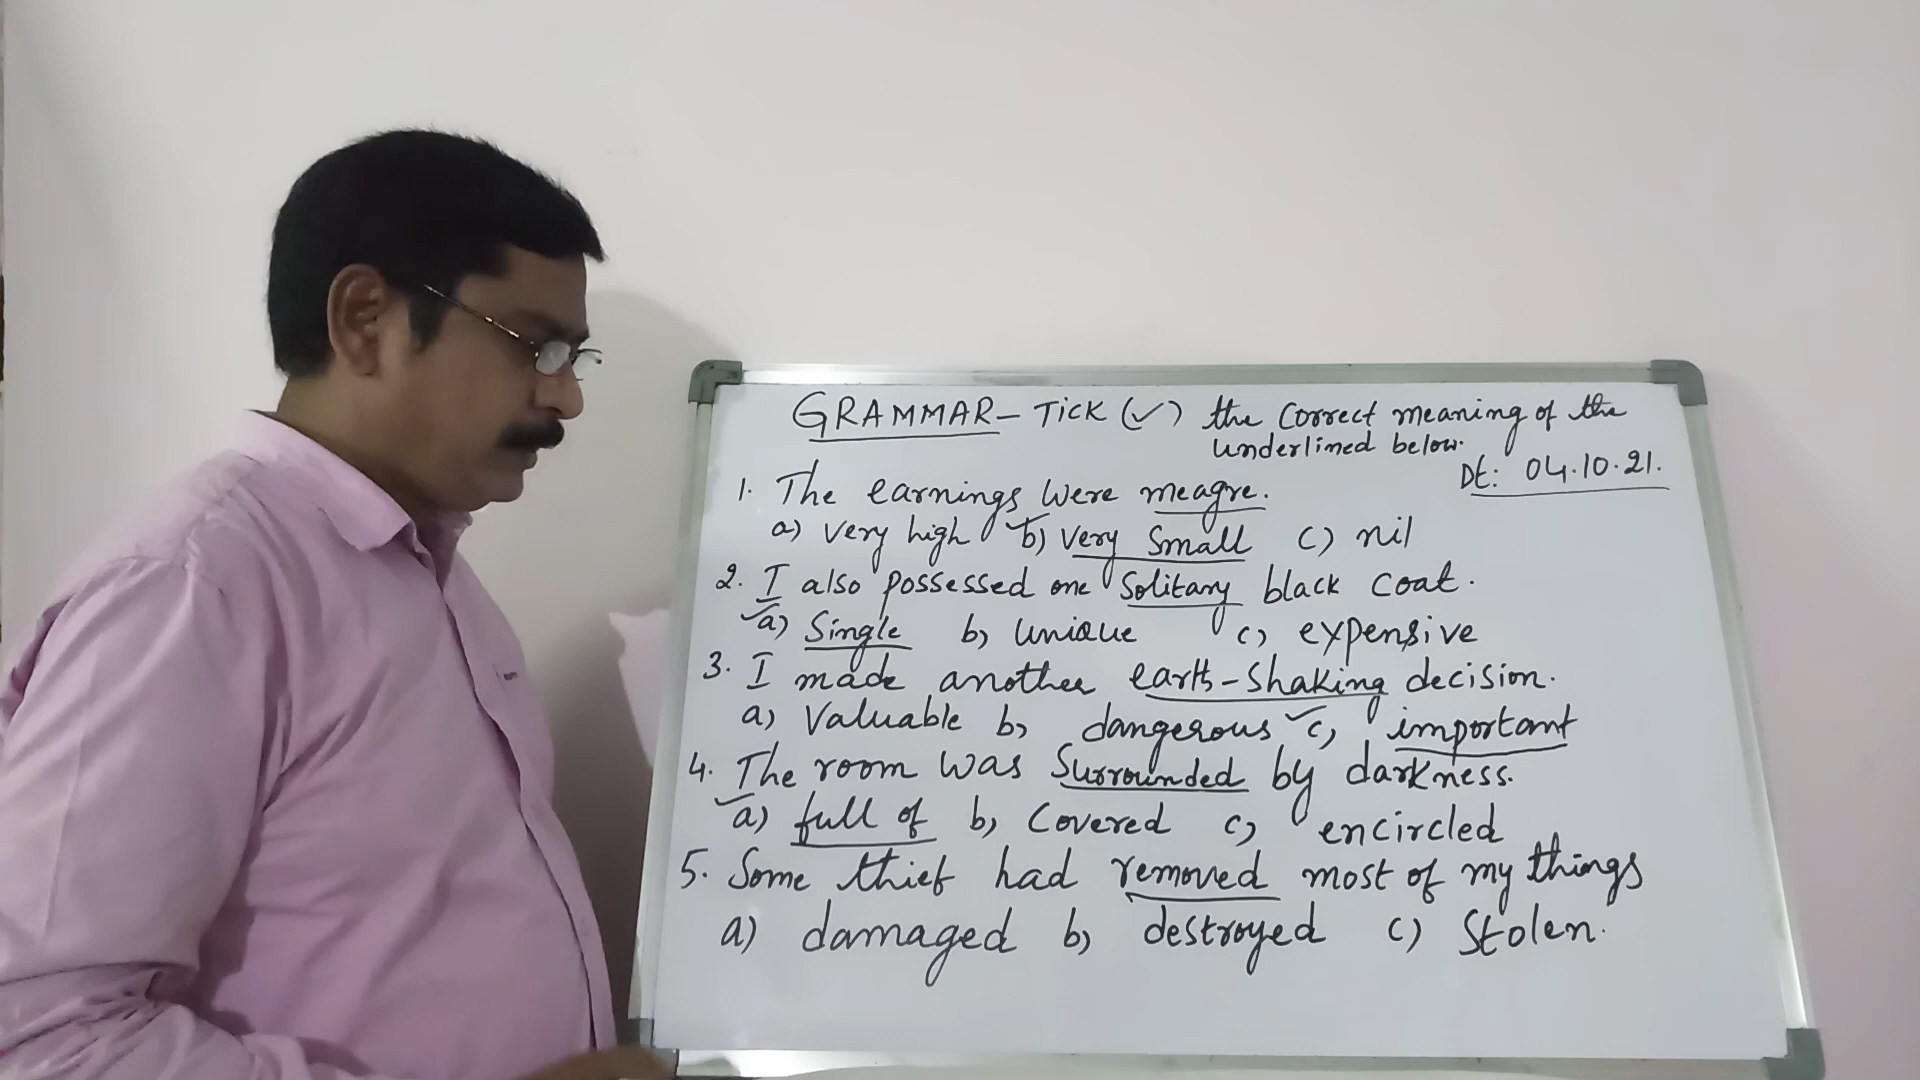 GRAMMAR - TICK (✓) the correct meaning of the
underlined below.
Dt: 04.10.21.
1. The earnings were meagre.
a) very high ✓b) very small c) nil
2. I also possessed one solitary black coat.
✓a) Single b) unique c) expensive
3. I made another earth-shaking decision.
a) Valuable b) dangerous ✓c) important
4. The room was surrounded by darkness.
✓a) full of b) Covered c) encircled
5. Some thief had removed most of my things
a) damaged b) destroyed c) Stolen.